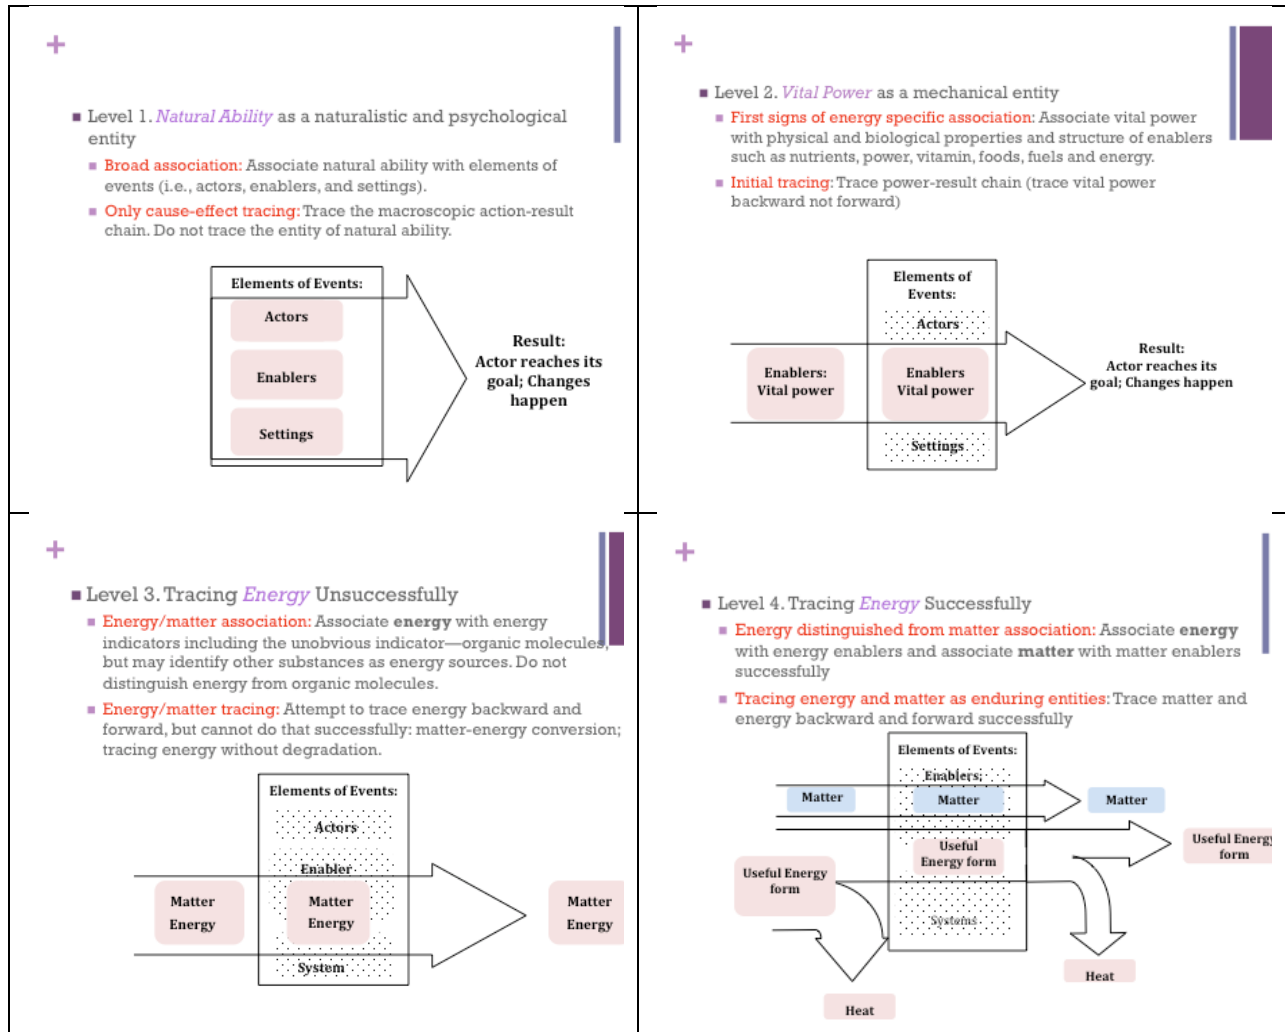 +
Level 1. Natural Ability as a naturalistic and psychological
entity
Broad association: Associate natural ability with elements of
events (i.e., actors, enablers, and settings).
Only cause-effect tracing: Trace the macroscopic action-result
chain. Do not trace the entity of natural ability.
Elements of Events:
Actors
Enablers
Settings
Result:
Actor reaches its
goal; Changes
happen
+
Level 2. Vital Power as a mechanical entity
First signs of energy specific association: Associate vital power
with physical and biological properties and structure of enablers
such as nutrients, power, vitamin, foods, fuels and energy.
Initial tracing: Trace power-result chain (trace vital power
backward not forward)
Elements of
Events:
Actors
Enablers:
Vital power
Enablers
Vital power
Settings
Result:
Actor reaches its
goal; Changes happen
+
Level 3. Tracing Energy Unsuccessfully
Energy/matter association: Associate energy with energy
indicators including the unobvious indicator—organic molecules,
but may identify other substances as energy sources. Do not
distinguish energy from organic molecules.
Energy/matter tracing: Attempt to trace energy backward and
forward, but cannot do that successfully: matter-energy conversion;
tracing energy without degradation.
Elements of Events:
Actors
Enabler
Matter
Energy
Matter
Energy
Matter
Energy
System
+
Level 4. Tracing Energy Successfully
Energy distinguished from matter association: Associate energy
with energy enablers and associate matter with matter enablers
successfully
Tracing energy and matter as enduring entities: Trace matter and
energy backward and forward successfully
Elements of Events:
Enablers:
Matter
Matter
Matter
Useful Energy
form
Useful
Energy form
Useful Energy
form
Systems
Heat
Heat